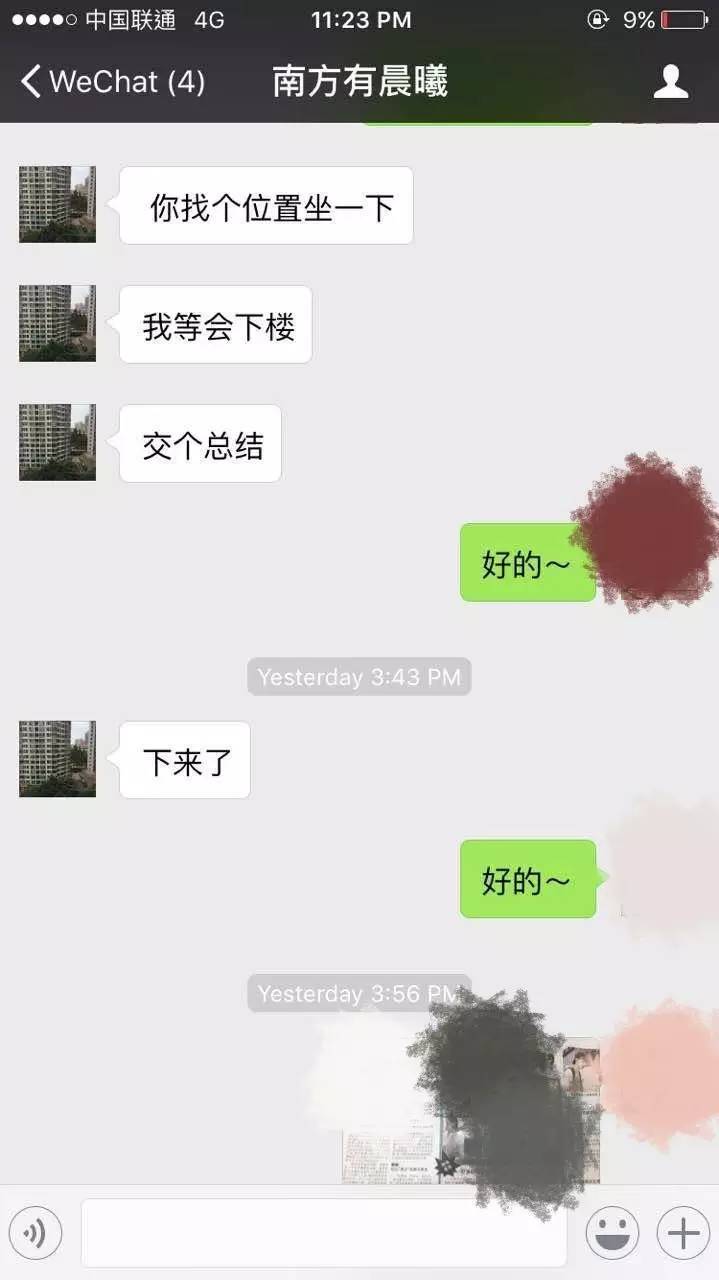 中国联通 4G 11:23 PM 9%
WeChat (4) 南方有晨曦
你找个位置坐一下
我等会下楼
交个总结
好的～
Yesterday 3:43 PM
下来了
好的～
Yesterday 3:56 PM